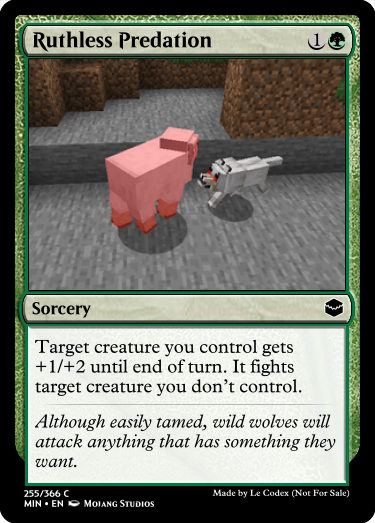 Ruthless Predation 1
Sorcery
Target creature you control gets
+1/+2 until end of turn. It fights
target creature you don't control.
Although easily tamed, wild wolves will
attack anything that has something they
want.
255/366 C Made by Le Codex (Not For Sale)
MIN • EN Mojang Studios